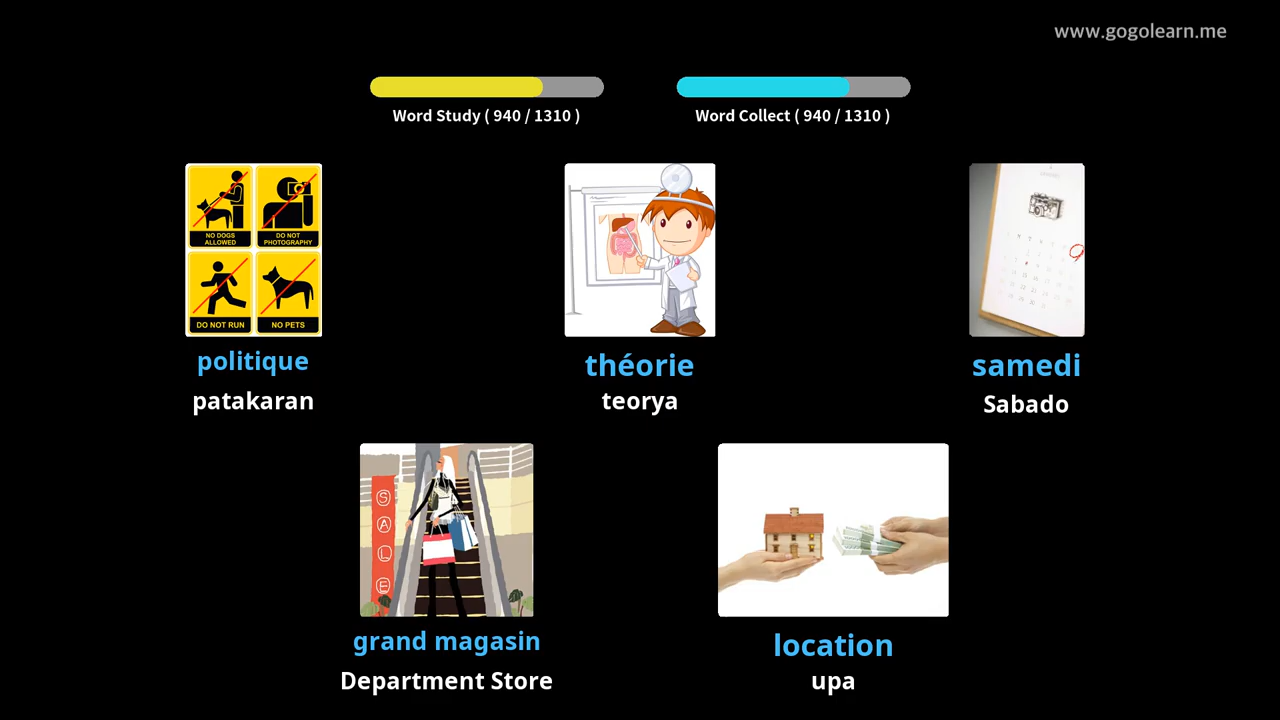 www.gogolearn.me
Word Study ( 940 / 1310 )
Word Collect ( 940 / 1310 )
NO DOGS
ALLOWED
DO NOT
PHOTOGRAPHY
DO NOT RUN
NO PETS
politique
patakaran
théorie
teorya
samedi
Sabado
SALE
grand magasin
Department Store
location
upa